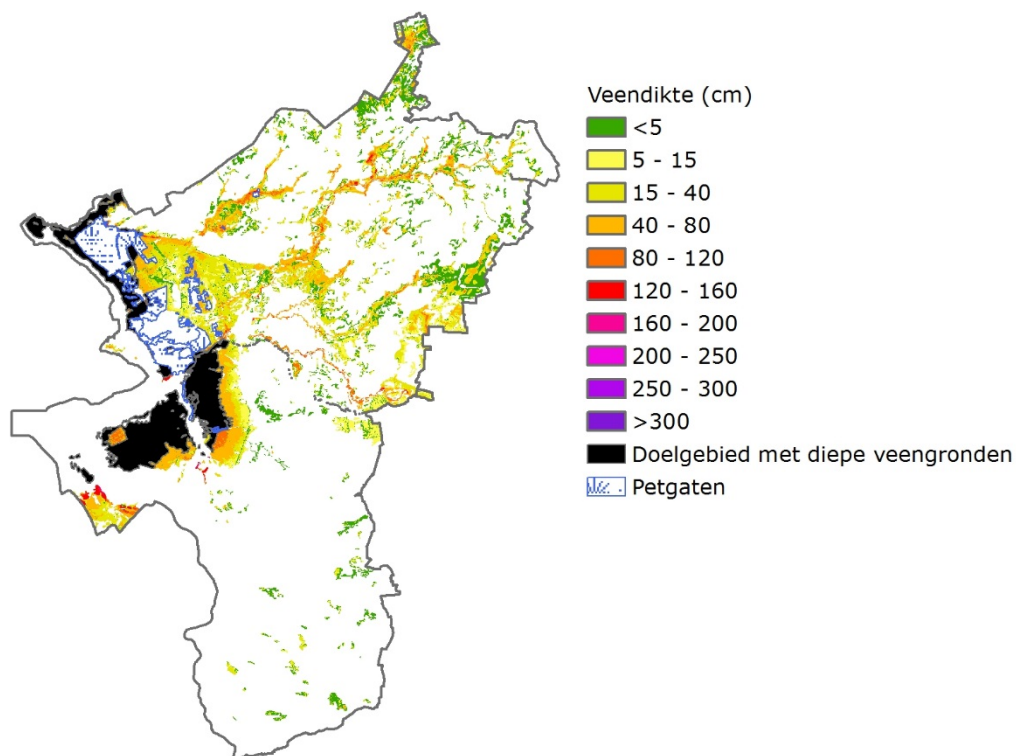 Veendikte (cm)
<5
5 - 15
15 - 40
40 - 80
80 - 120
120 - 160
160 - 200
200 - 250
250 - 300
>300
Doelgebied met diepe veengronden
Petgaten